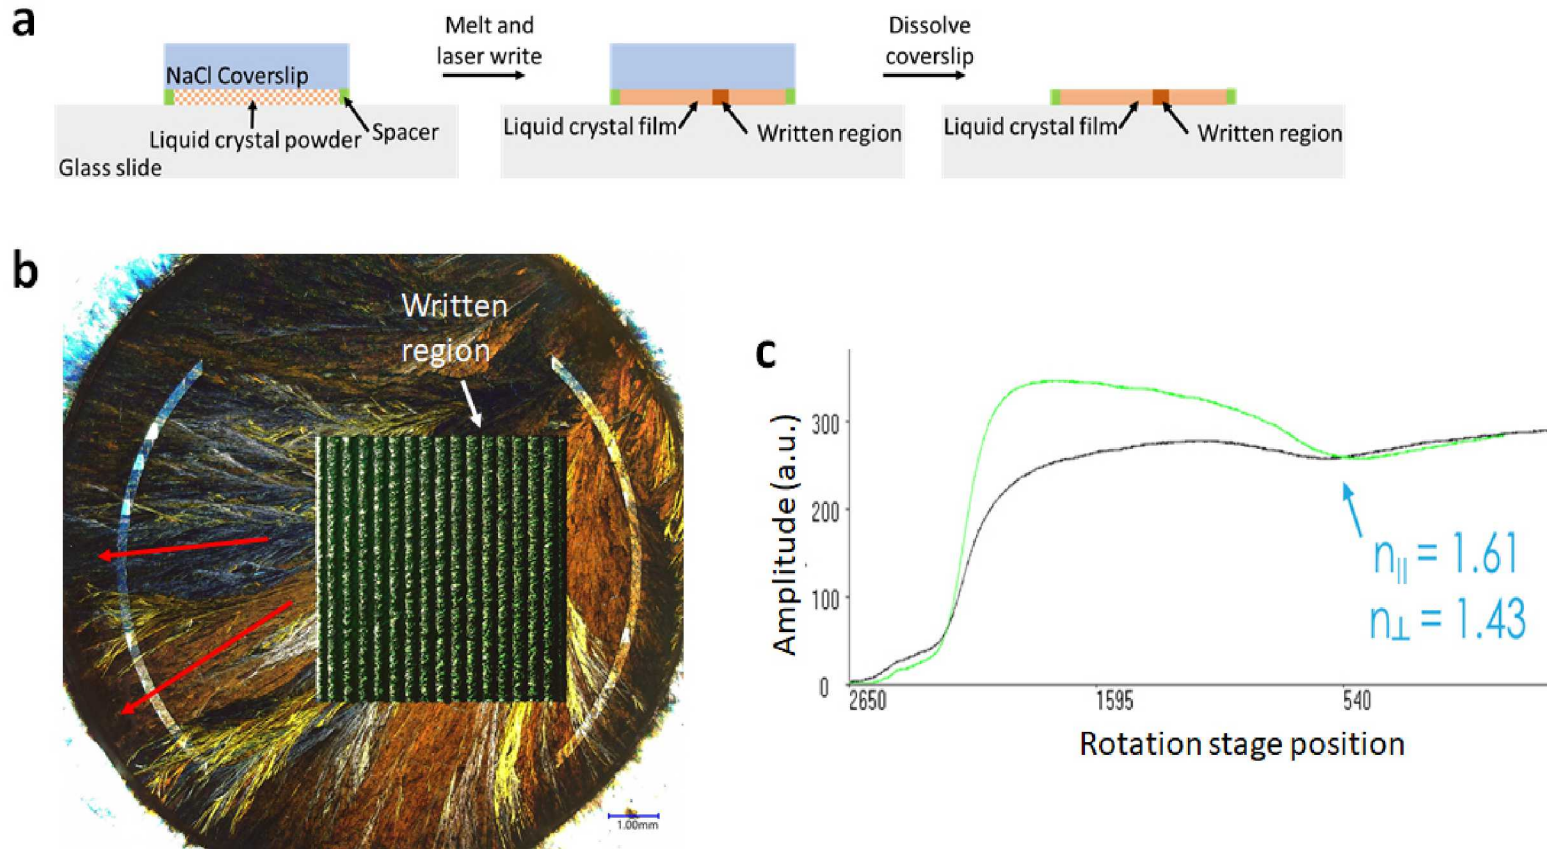 a
Melt and
laser write
Dissolve
coverslip
NaCl Coverslip
Liquid crystal powder
Spacer
Glass slide
Liquid crystal film
Written region
Liquid crystal film
Written region
b
Written
region
1.00mm
c
Amplitude (a.u.)
300
200
100
0
2650
1595
540
n|| = 1.61
n⊥ = 1.43
Rotation stage position